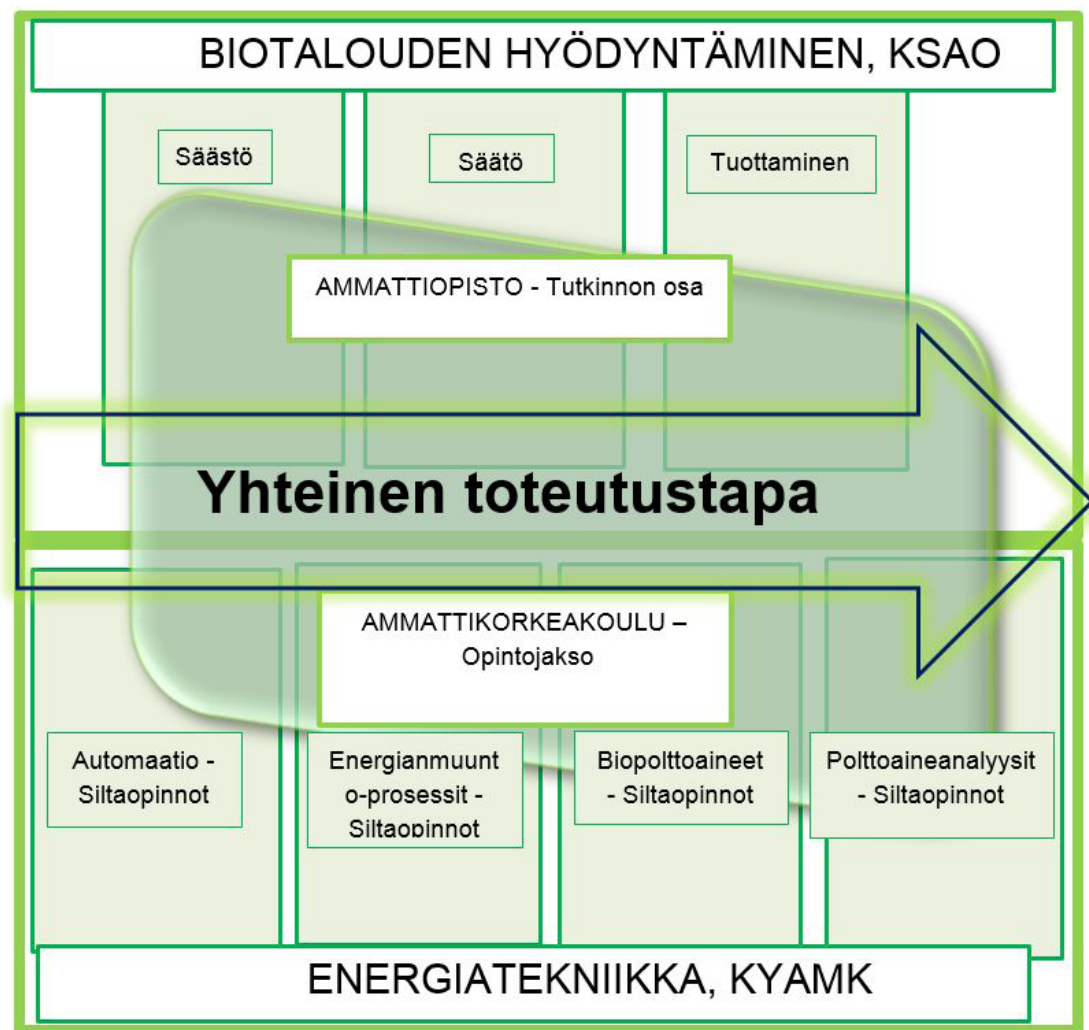 BIOTALOUDEN HYÖDYNTÄMINEN, KSAO
Säästö
Säätö
Tuottaminen
AMMATTIOPISTO - Tutkinnon osa
Yhteinen toteutustapa
AMMATTIKORKEAKOULU –
Opintojakso
Automaatio -
Siltaopinnot
Energianmuunt
o-prosessit -
Siltaopinnot
Biopolttoaineet
- Siltaopinnot
Polttoaineanalyysit
- Siltaopinnot
ENERGIATEKNIIKKA, KYAMK